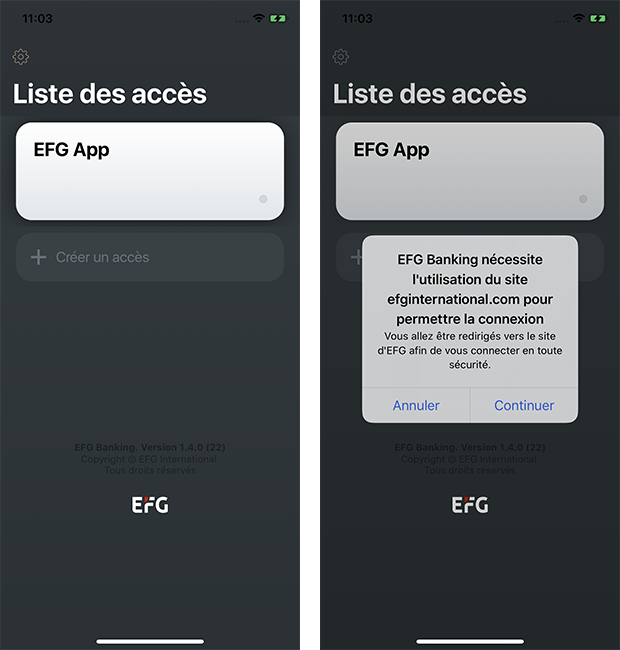 11:03
Liste des accès
EFG App
Créer un accès
EFG Banking. Version 1.4.0 (22)
Copyright © EFG International
Tous droits réservés
EFG
11:03
Liste des accès
EFG App
EFG Banking nécessite
l'utilisation du site
efginternational.com pour
permettre la connexion
Vous allez être redirigés vers le site
d'EFG afin de vous connecter en toute
sécurité.
Annuler
Continuer
EFG Banking. Version 1.4.0 (22)
Copyright © EFG International
Tous droits réservés
EFG